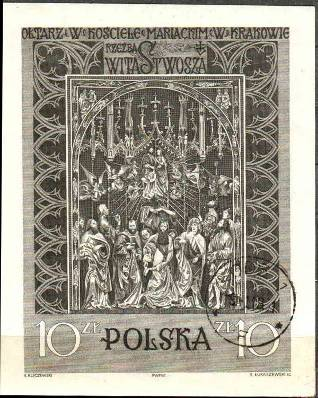 OŁTARZ W KOŚCIELE MARIACKIM W KRAKOWIE
RZEŹBA
WITA STWOSZA
10 ZŁ POLSKA ZŁ 10